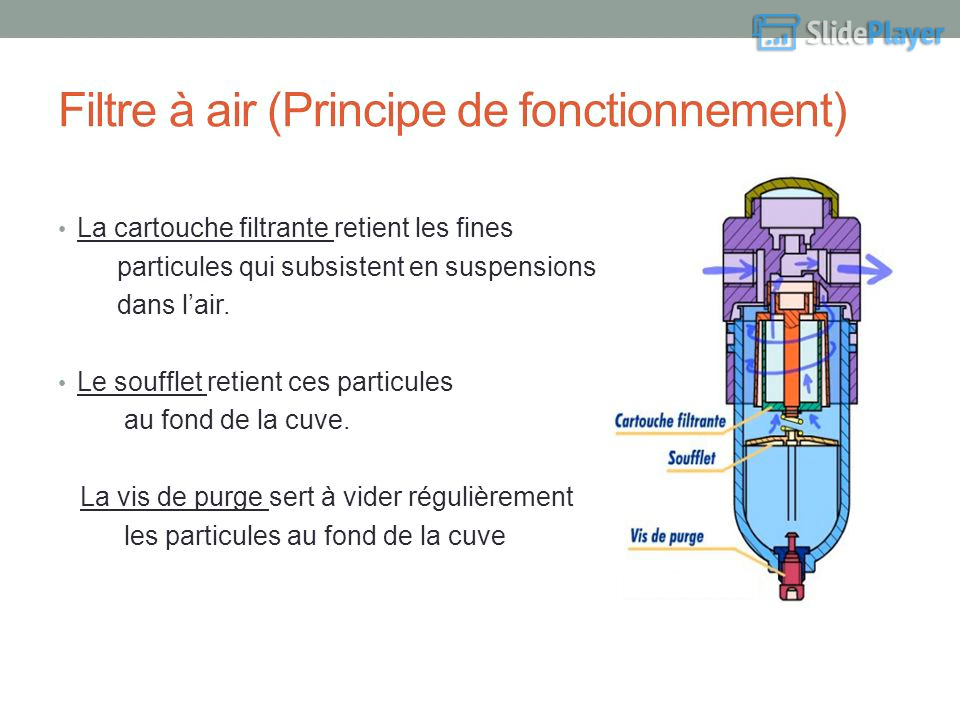 SlidePlayer
Filtre à air (Principe de fonctionnement)
• La cartouche filtrante retient les fines
particules qui subsistent en suspensions
dans l’air.
• Le soufflet retient ces particules
au fond de la cuve.
La vis de purge sert à vider régulièrement
les particules au fond de la cuve
Cartouche filtrante
Soufflet
Vis de purge